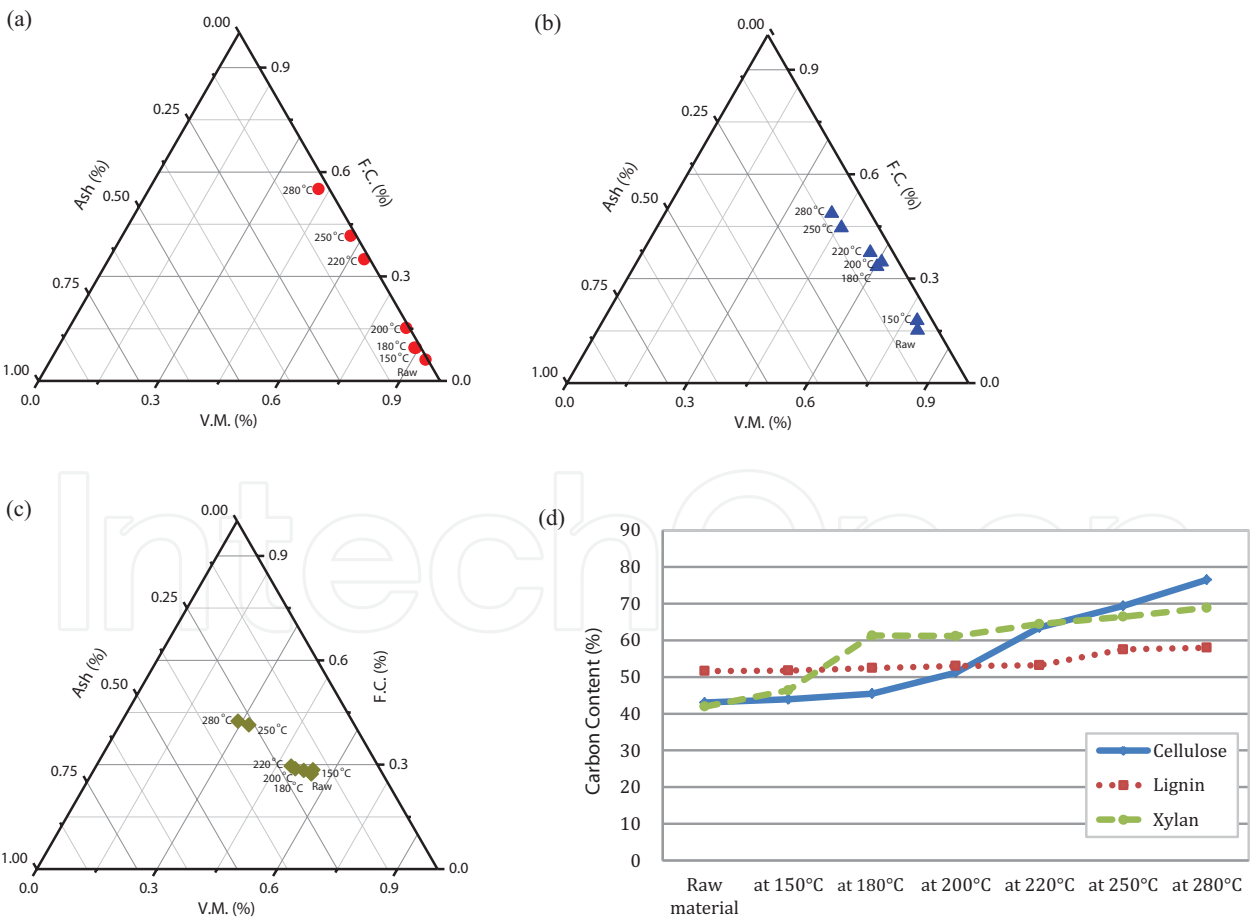 (a)
0.00
0.9
0.25
Ash (%)
0.6
F.C. (%)
280°C
0.50
250°C
220°C
0.3
0.75
200°C
180°C
150°C
Raw
1.00
0.0
0.0
0.3
0.6
0.9
V.M. (%)
(b)
0.00
0.9
0.25
Ash (%)
0.6
F.C. (%)
0.50
280°C
250°C
220°C
200°C
180°C
0.3
0.75
150°C
Raw
1.00
0.0
0.0
0.3
0.6
0.9
V.M. (%)
IntechOpen
(c)
0.00
0.9
0.25
Ash (%)
0.6
F.C. (%)
0.50
280°C
250°C
220°C
200°C
180°C
150°C
Raw
0.3
0.75
1.00
0.0
0.0
0.3
0.6
0.9
V.M. (%)
(d)
Carbon Content (%)
90
80
70
60
50
40
30
20
10
0
Cellulose
Lignin
Xylan
Raw material
at 150°C
at 180°C
at 200°C
at 220°C
at 250°C
at 280°C